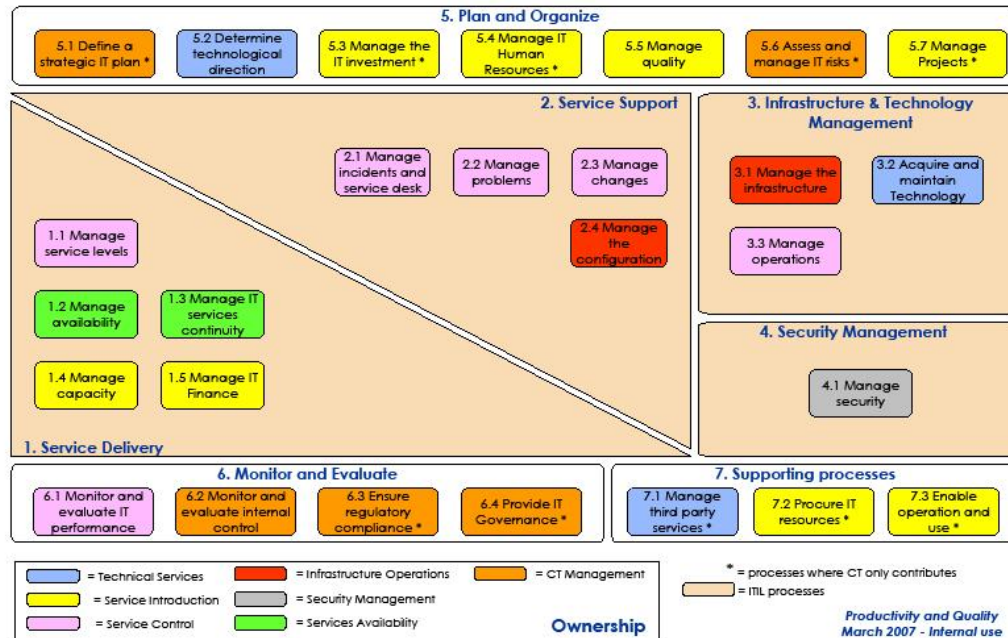 5. Plan and Organize
5.1 Define a
strategic IT plan *
5.2 Determine
technological
direction
5.3 Manage the
IT investment *
5.4 Manage IT
Human
Resources *
5.5 Manage
quality
5.6 Assess and
manage IT risks *
5.7 Manage
Projects *
2. Service Support
2.1 Manage
incidents and
service desk
2.2 Manage
problems
2.3 Manage
changes
2.4 Manage
the
configuration
3. Infrastructure & Technology
Management
3.1 Manage the
infrastructure
3.2 Acquire and
maintain
Technology
3.3 Manage
operations
1.1 Manage
service levels
1.2 Manage
availability
1.3 Manage IT
services
continuity
1.4 Manage
capacity
1.5 Manage IT
Finance
1. Service Delivery
4. Security Management
4.1 Manage
security
6. Monitor and Evaluate
6.1 Monitor and
evaluate IT
performance
6.2 Monitor and
evaluate internal
control
6.3 Ensure
regulatory
compliance *
6.4 Provide IT
Governance *
7. Supporting processes
7.1 Manage
third party
services *
7.2 Procure IT
resources *
7.3 Enable
operation and
use *
= Technical Services
= Service Introduction
= Service Control
= Infrastructure Operations
= Security Management
= Services Availability
= CT Management
Ownership
* = processes where CT only contributes
= ITIL processes
Productivity and Quality
March 2007 - Internal use